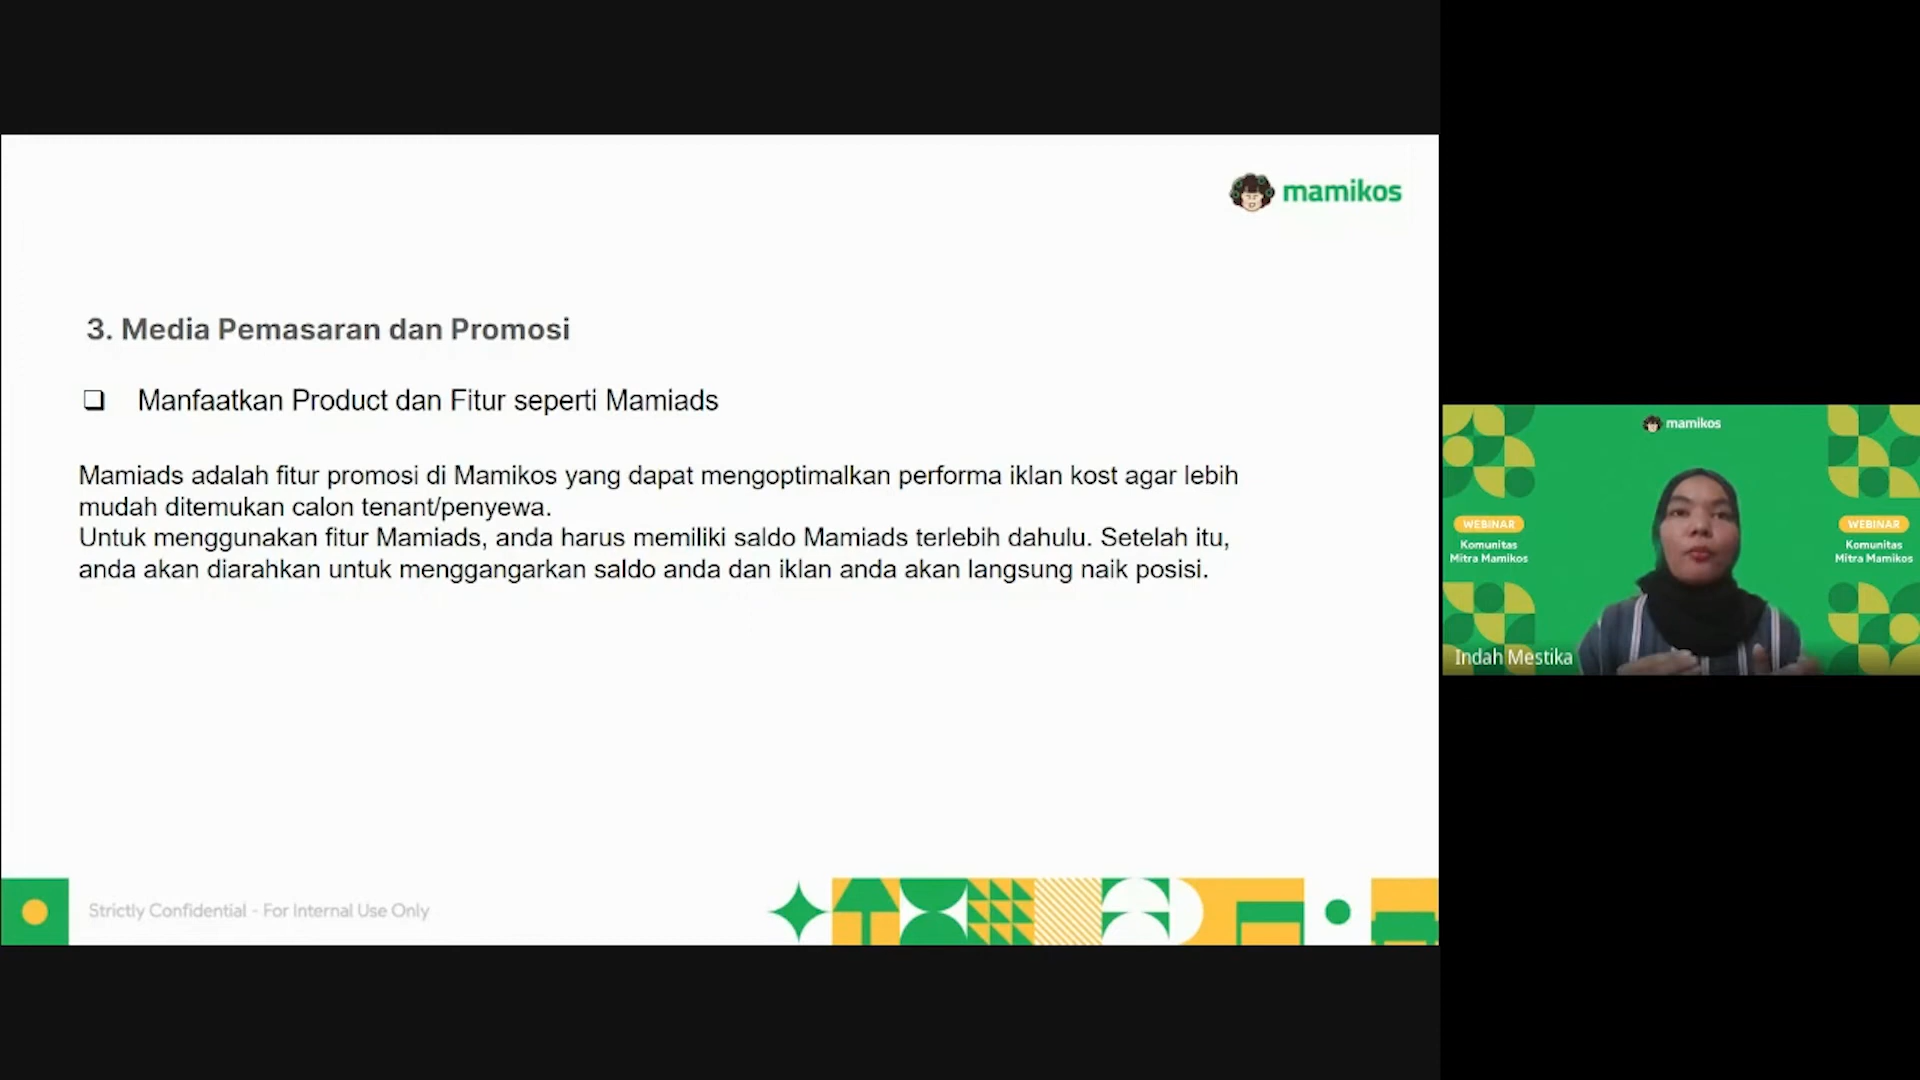 mamikos
3. Media Pemasaran dan Promosi
❑ Manfaatkan Product dan Fitur seperti Mamiads
Mamiads adalah fitur promosi di Mamikos yang dapat mengoptimalkan performa iklan kost agar lebih
mudah ditemukan calon tenant/penyewa.
Untuk menggunakan fitur Mamiads, anda harus memiliki saldo Mamiads terlebih dahulu. Setelah itu,
anda akan diarahkan untuk menggangarkan saldo anda dan iklan anda akan langsung naik posisi.
Strictly Confidential - For Internal Use Only
mamikos
WEBINAR
Komunitas
Mitra Mamikos
WEBINAR
Komunitas
Mitra Mamikos
Indah Mestika